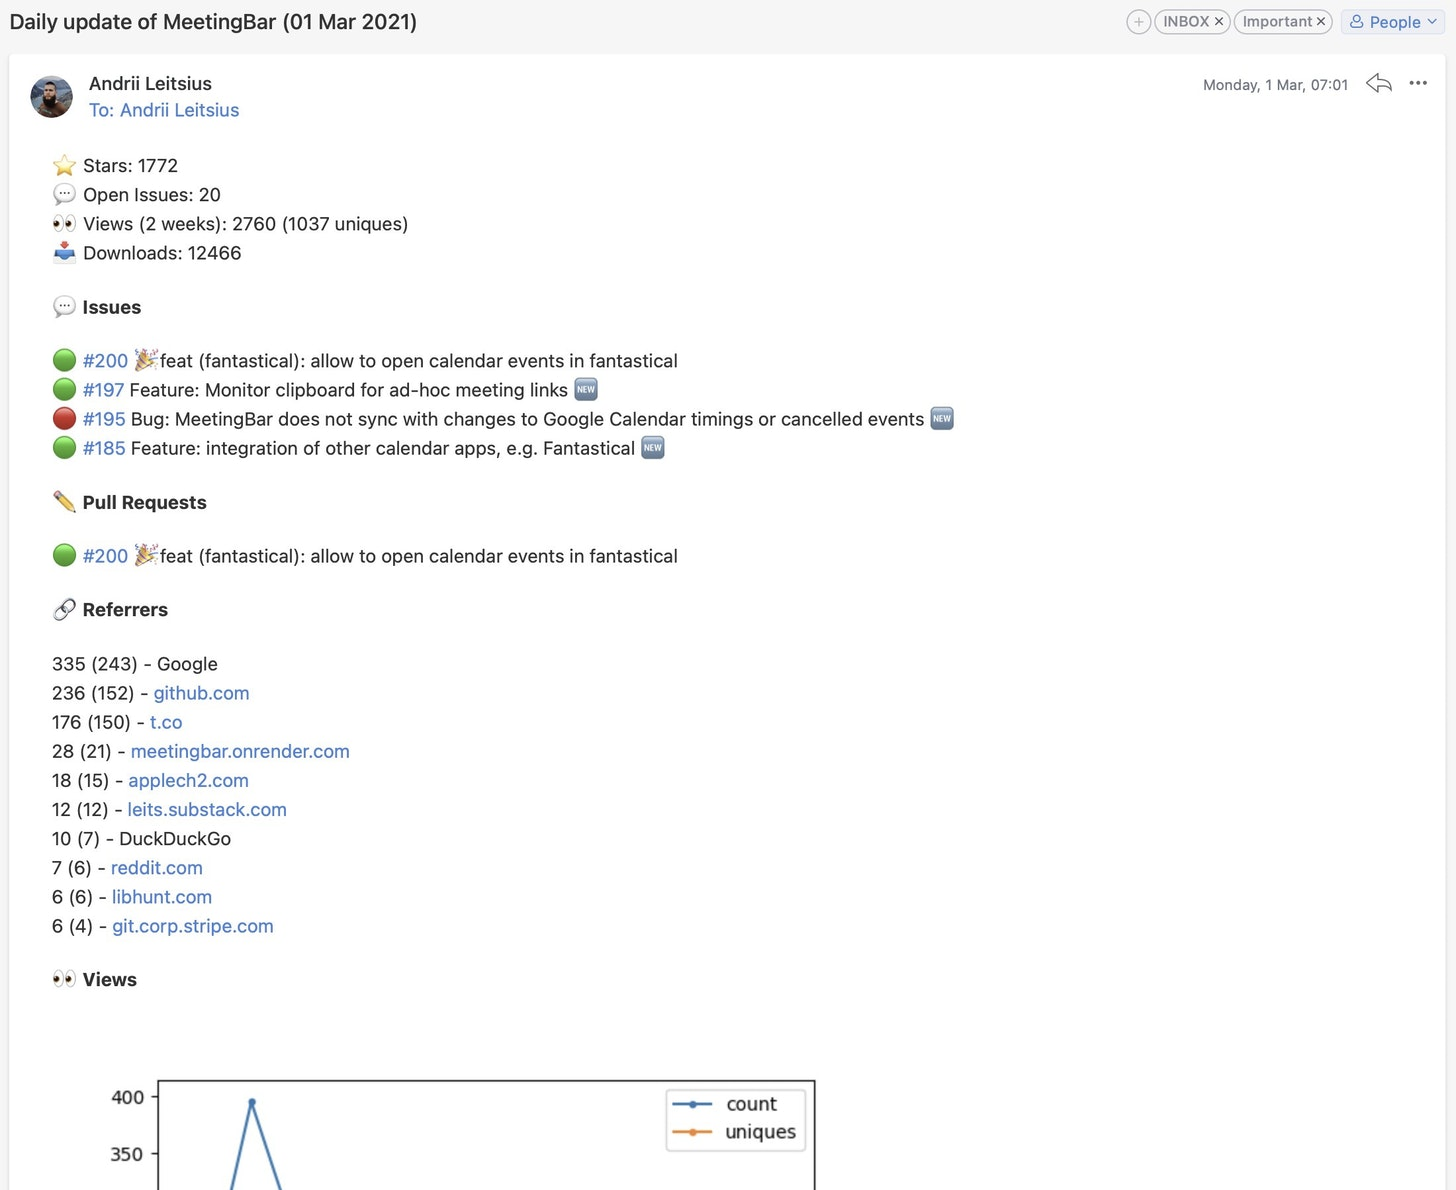 Daily update of MeetingBar (01 Mar 2021)
+ INBOX × Important × People
Andrii Leitsius
Monday, 1 Mar, 07:01
To: Andrii Leitsius
⭐ Stars: 1772
💬 Open Issues: 20
👀 Views (2 weeks): 2760 (1037 uniques)
📥 Downloads: 12466
💬 Issues
🟢 #200 🎉feat (fantastical): allow to open calendar events in fantastical
🟢 #197 Feature: Monitor clipboard for ad-hoc meeting links 🆕
🔴 #195 Bug: MeetingBar does not sync with changes to Google Calendar timings or cancelled events 🆕
🟢 #185 Feature: integration of other calendar apps, e.g. Fantastical 🆕
✏️ Pull Requests
🟢 #200 🎉feat (fantastical): allow to open calendar events in fantastical
🔗 Referrers
335 (243) - Google
236 (152) - github.com
176 (150) - t.co
28 (21) - meetingbar.onrender.com
18 (15) - applech2.com
12 (12) - leits.substack.com
10 (7) - DuckDuckGo
7 (6) - reddit.com
6 (6) - libhunt.com
6 (4) - git.corp.stripe.com
👀 Views
400
count
uniques
350